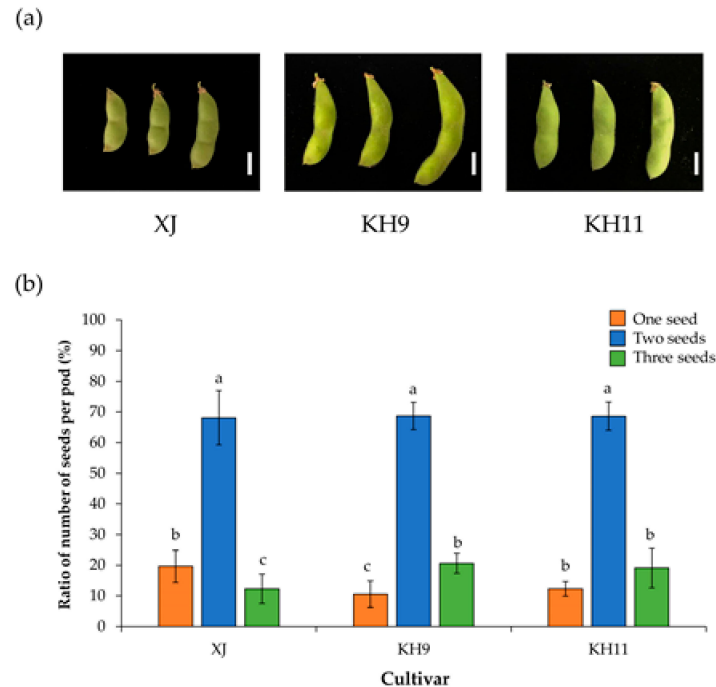 (a)
XJ KH9 KH11
(b)
One seed
Two seeds
Three seeds
Ratio of number of seeds per pod (%)
100
90
80
70
60
50
40
30
20
10
0
b a c c a b b a b
XJ KH9 KH11
Cultivar